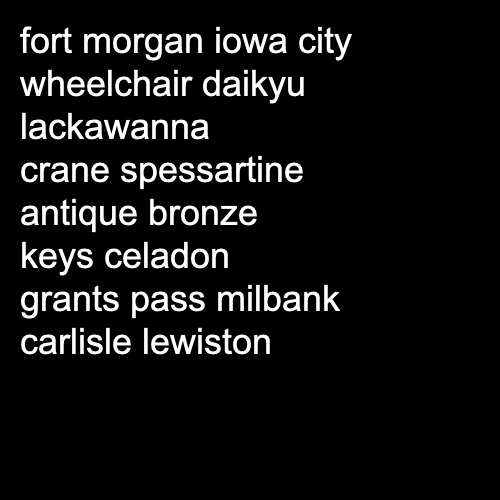 fort morgan iowa city
wheelchair daikyu
lackawanna
crane spessartine
antique bronze
keys celadon
grants pass milbank
carlisle lewiston